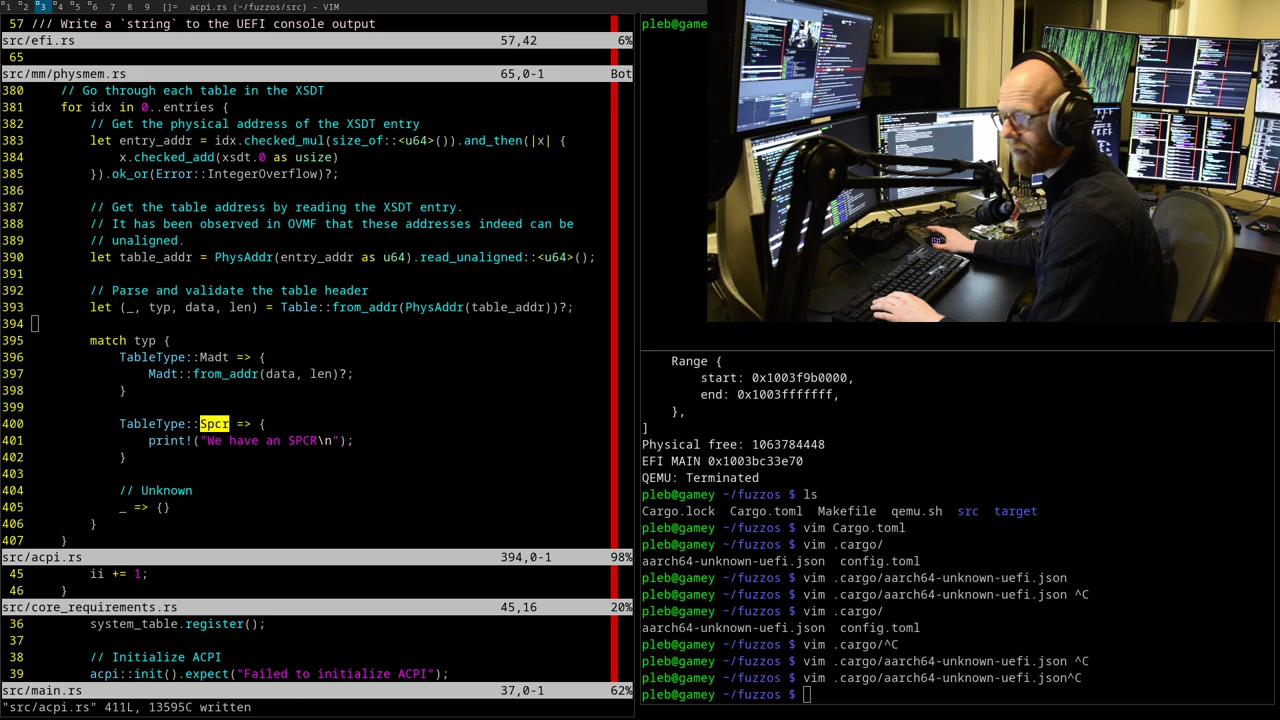 1 2 3 4 5 6 7 8 9 []= acpi.rs (~/fuzzos/src) - VIM
57 /// Write a `string` to the UEFI console output
src/efi.rs 57,42 6%
65
src/mm/physmem.rs 65,0-1 Bot
380 // Go through each table in the XSDT
381 for idx in 0..entries {
382 // Get the physical address of the XSDT entry
383 let entry_addr = idx.checked_mul(size_of::<u64>()).and_then(|x| {
384 x.checked_add(xsdt.0 as usize)
385 }).ok_or(Error::IntegerOverflow)?;
386
387 // Get the table address by reading the XSDT entry.
388 // It has been observed in OVMF that these addresses indeed can be
389 // unaligned.
390 let table_addr = PhysAddr(entry_addr as u64).read_unaligned::<u64>();
391
392 // Parse and validate the table header
393 let (_, typ, data, len) = Table::from_addr(PhysAddr(table_addr))?;
394
395 match typ {
396 TableType::Madt => {
397 Madt::from_addr(data, len)?;
398 }
399
400 TableType::Spcr => {
401 print!("We have an SPCR\n");
402 }
403
404 // Unknown
405 _ => {}
406 }
407 }
src/acpi.rs 394,0-1 98%
45 ii += 1;
46 }
src/core_requirements.rs 45,16 20%
36 system_table.register();
37
38 // Initialize ACPI
39 acpi::init().expect("Failed to initialize ACPI");
src/main.rs 37,0-1 62%
"src/acpi.rs" 411L, 13595C written
pleb@game
Range {
start: 0x1003f9b0000,
end: 0x1003fffffff,
},
]
Physical free: 1063784448
EFI MAIN 0x1003bc33e70
QEMU: Terminated
pleb@gamey ~/fuzzos $ ls
Cargo.lock Cargo.toml Makefile qemu.sh src target
pleb@gamey ~/fuzzos $ vim Cargo.toml
pleb@gamey ~/fuzzos $ vim .cargo/
aarch64-unknown-uefi.json config.toml
pleb@gamey ~/fuzzos $ vim .cargo/aarch64-unknown-uefi.json
pleb@gamey ~/fuzzos $ vim .cargo/aarch64-unknown-uefi.json ^C
pleb@gamey ~/fuzzos $ vim .cargo/
aarch64-unknown-uefi.json config.toml
pleb@gamey ~/fuzzos $ vim .cargo/^C
pleb@gamey ~/fuzzos $ vim .cargo/aarch64-unknown-uefi.json ^C
pleb@gamey ~/fuzzos $ vim .cargo/aarch64-unknown-uefi.json^C
pleb@gamey ~/fuzzos $